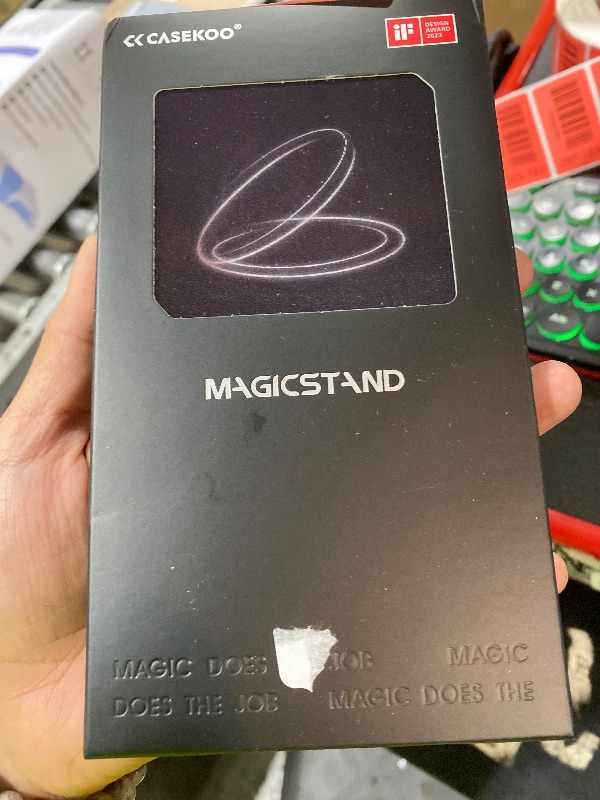 CASEKOO®
iF
DESIGN
AWARD
2023
MAGICSTAND
MAGIC DOES JOB MAGIC
DOES THE JOB MAGIC DOES THE